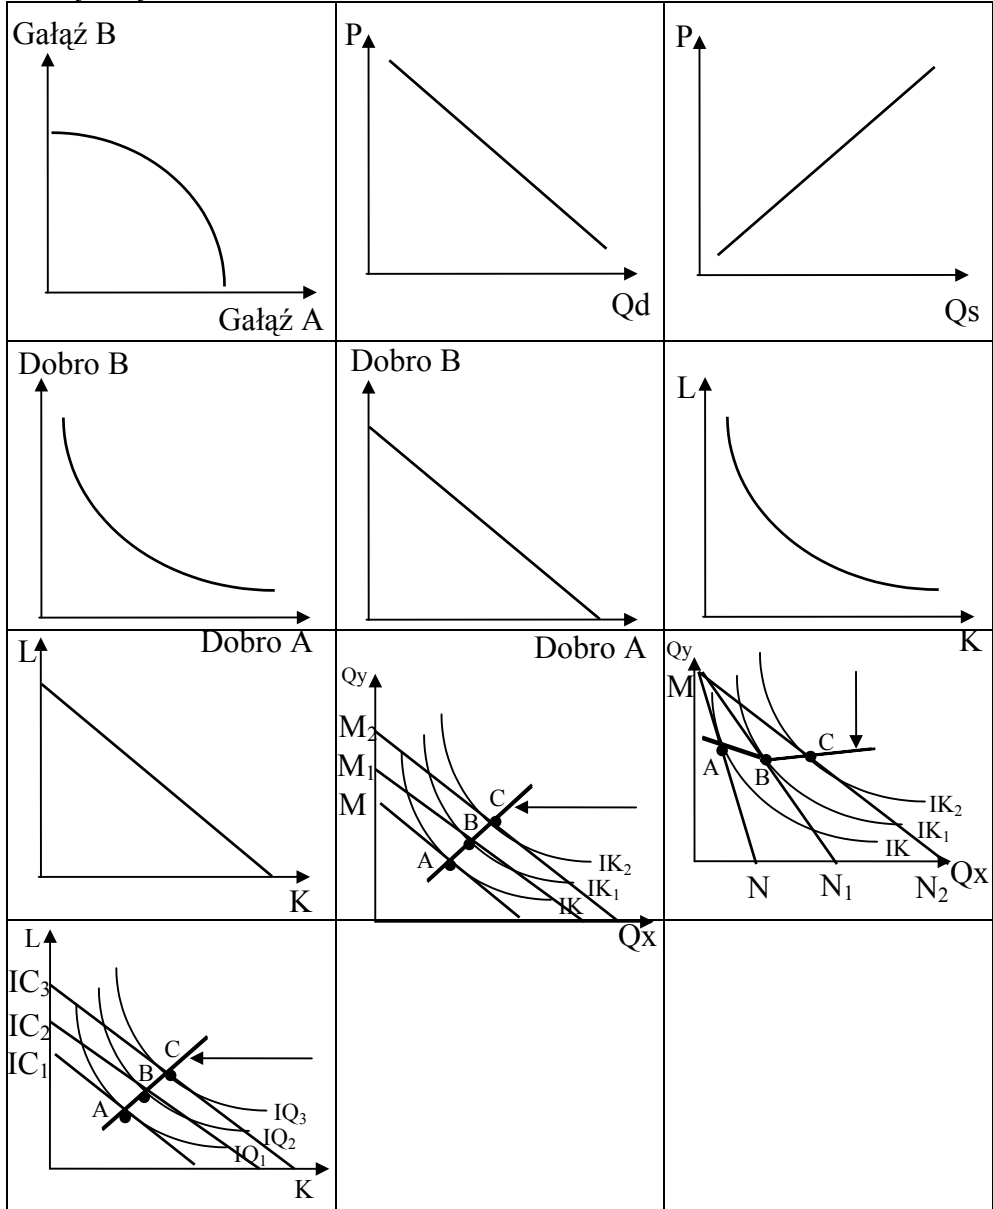 Gałąź B
Gałąź A
P
Qd
P
Qs
Dobro B
Dobro A
Dobro B
Dobro A
L
K
L
K
Qy
M₂
M₁
M
A
B
C
IK₂
IK₁
IK
Qx
Qy
M
A
B
C
IK₂
IK₁
IK
N
N₁
N₂
Qx
L
IC₃
IC₂
IC₁
A
B
C
IQ₃
IQ₂
IQ₁
K